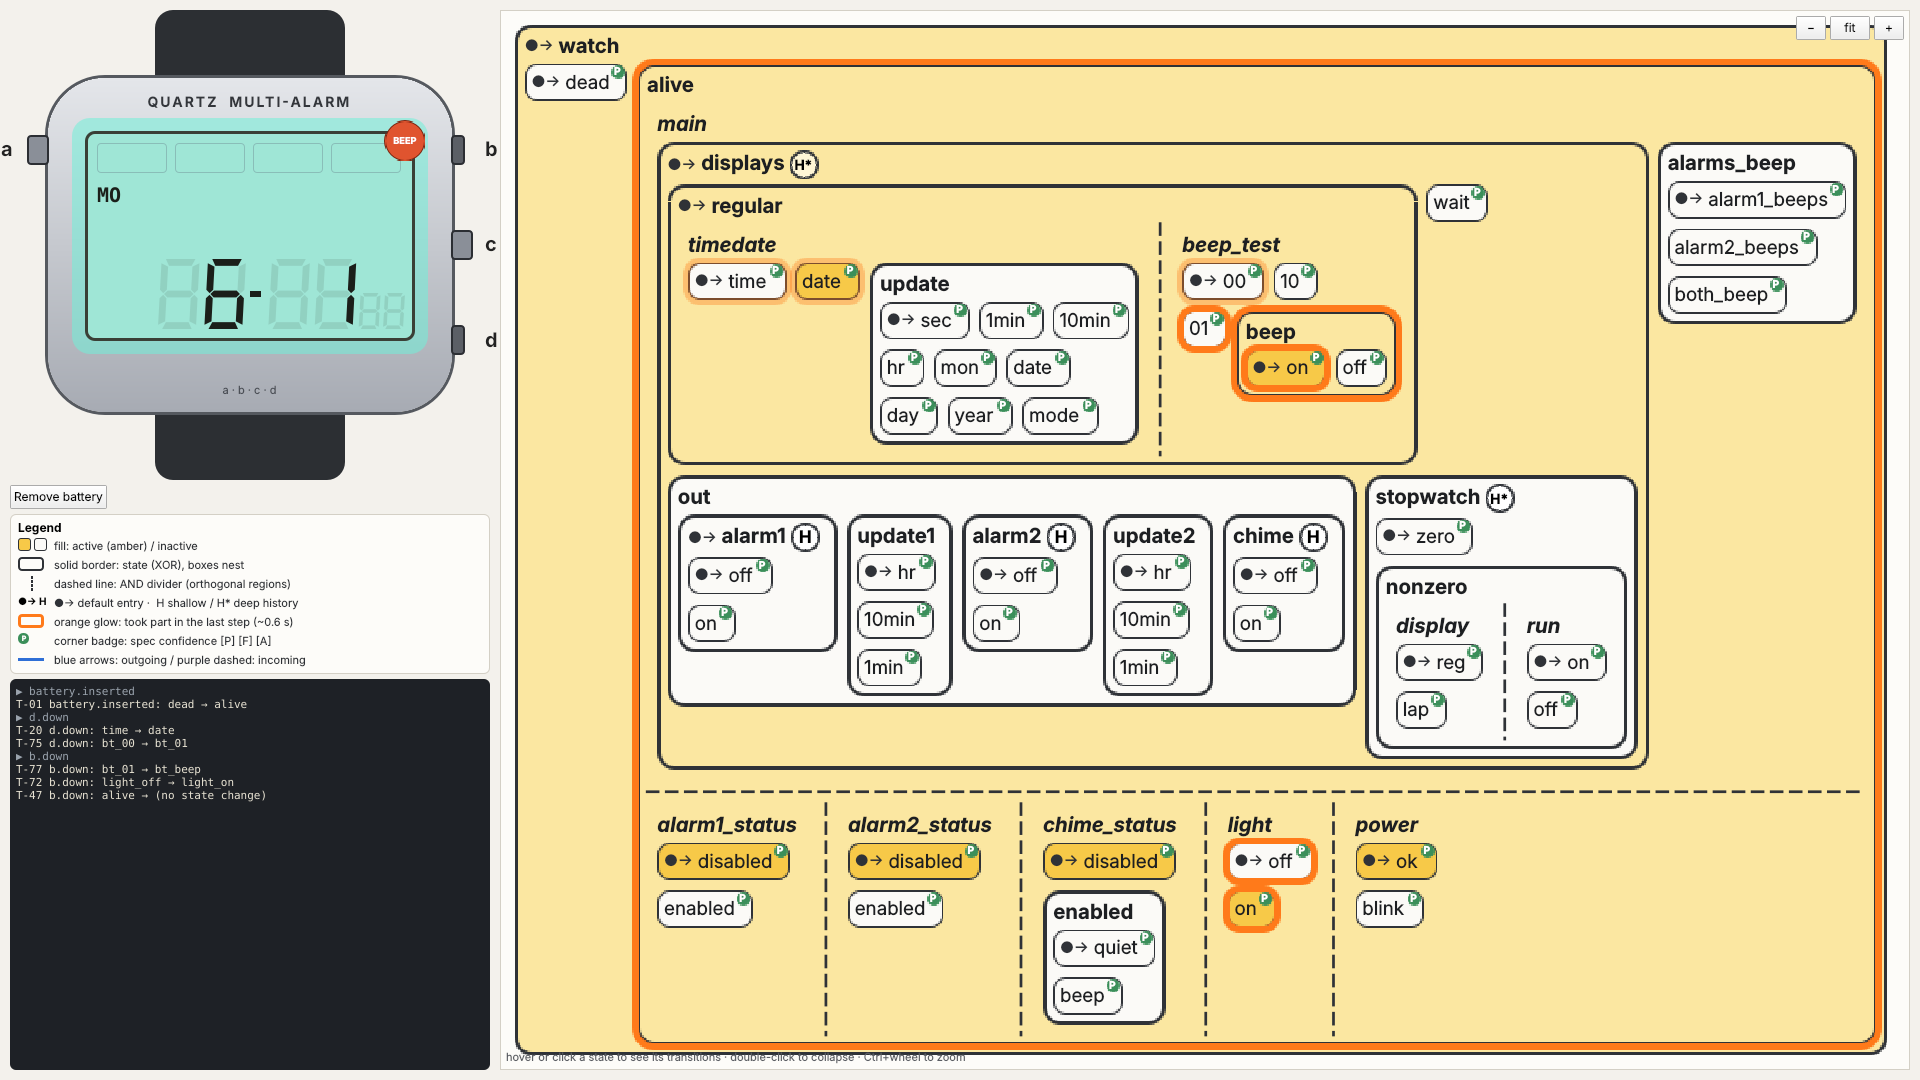 QUARTZ MULTI-ALARM
BEEP
a
b
MO
6- 1
c
d
a·b·c·d
Remove battery
Legend
fill: active (amber) / inactive
solid border: state (XOR), boxes nest
dashed line: AND divider (orthogonal regions)
●→ H ●→ default entry · H shallow / H* deep history
orange glow: took part in the last step (~0.6 s)
P corner badge: spec confidence [P] [F] [A]
blue arrows: outgoing / purple dashed: incoming
▶ battery.inserted
T-01 battery.inserted: dead → alive
▶ d.down
T-20 d.down: time → date
T-75 d.down: bt_00 → bt_01
▶ b.down
T-77 b.down: bt_01 → bt_beep
T-72 b.down: light_off → light_on
T-47 b.down: alive → (no state change)
− fit +
●→ watch
●→ dead P
alive
main
●→ displays H*
●→ regular
wait P
timedate
●→ time P date P
update
●→ sec P 1min P 10min P
hr P mon P date P
day P year P mode P
beep_test
●→ 00 P 10 P
01 P
beep
●→ on P off P
alarms_beep
●→ alarm1_beeps P
alarm2_beeps P
both_beep P
out
●→ alarm1 H
●→ off P
on P
update1
●→ hr P
10min P
1min P
alarm2 H
●→ off P
on P
update2
●→ hr P
10min P
1min P
chime H
●→ off P
on P
stopwatch H*
●→ zero P
nonzero
display
●→ reg P
lap P
run
●→ on P
off P
alarm1_status
●→ disabled P
enabled P
alarm2_status
●→ disabled P
enabled P
chime_status
●→ disabled P
enabled
●→ quiet P
beep P
light
●→ off P
on P
power
●→ ok P
blink P
hover or click a state to see its transitions · double-click to collapse · Ctrl+wheel to zoom